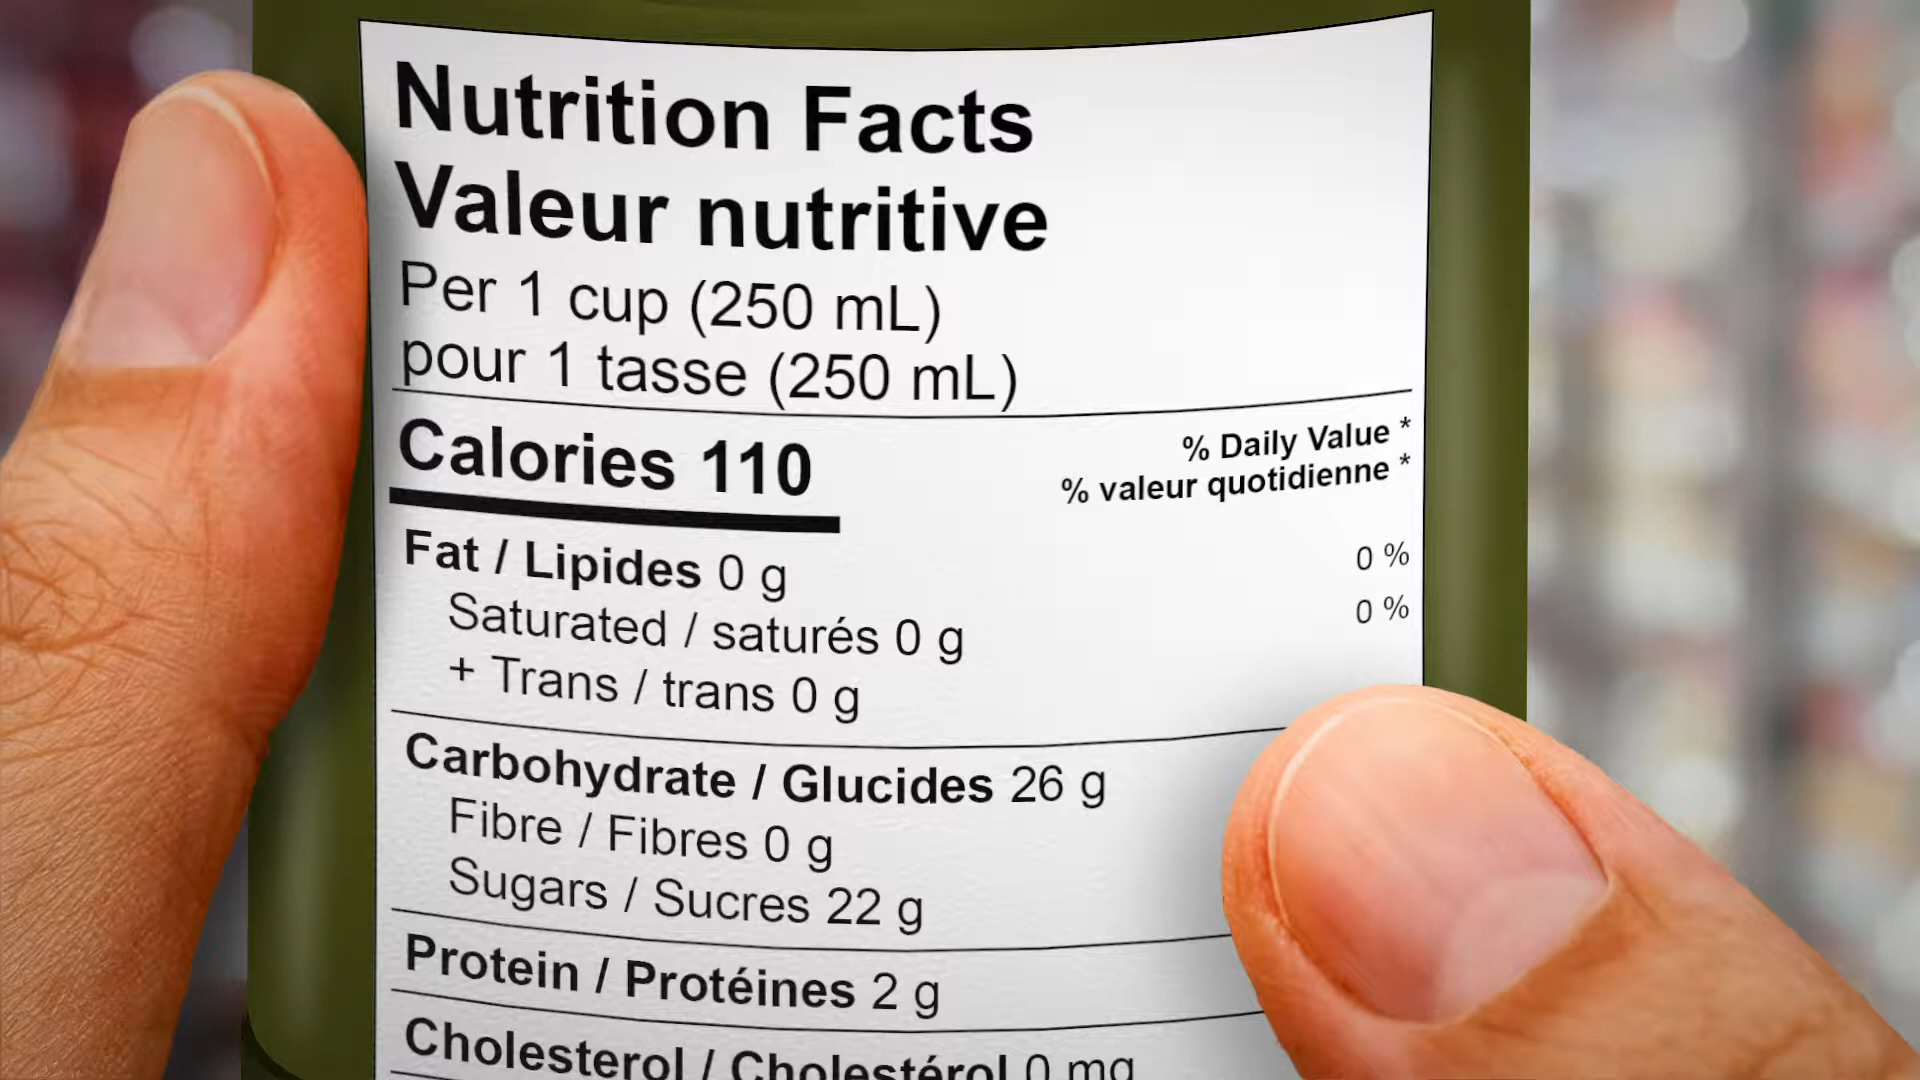 Nutrition Facts
Valeur nutritive
Per 1 cup (250 mL)
pour 1 tasse (250 mL)
Calories 110
% Daily Value *
% valeur quotidienne *
Fat / Lipides 0 g 0 %
Saturated / saturés 0 g 0 %
+ Trans / trans 0 g
Carbohydrate / Glucides 26 g
Fibre / Fibres 0 g
Sugars / Sucres 22 g
Protein / Protéines 2 g
Cholesterol / Cholestérol 0 mg